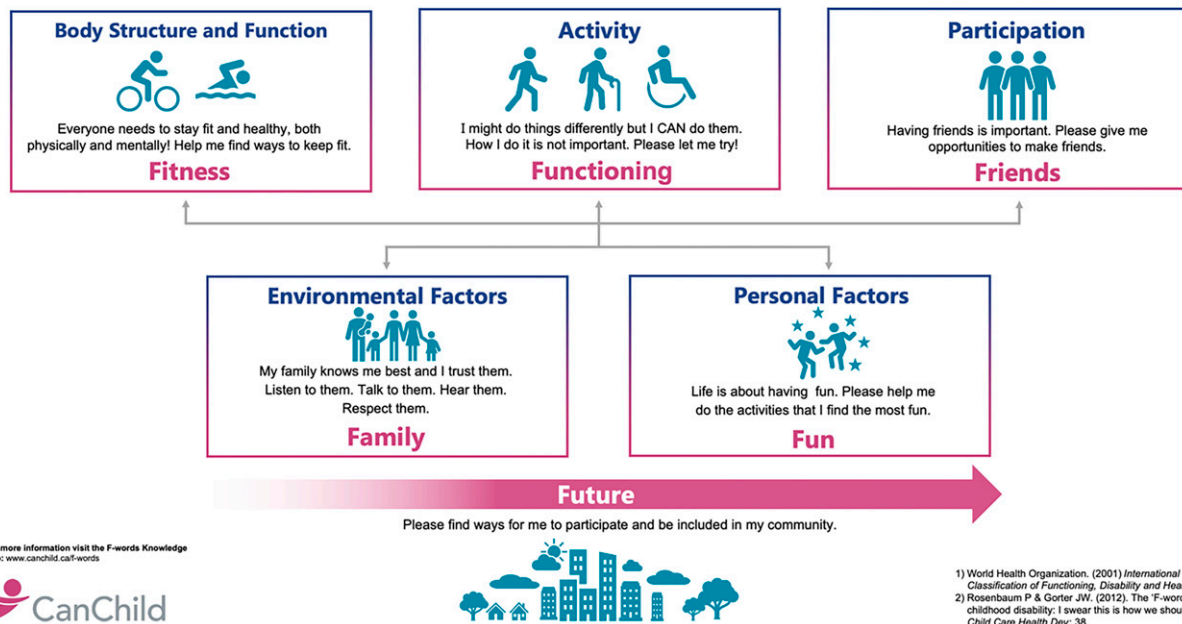 Body Structure and Function
Everyone needs to stay fit and healthy, both
physically and mentally! Help me find ways to keep fit.
Fitness
Activity
I might do things differently but I CAN do them.
How I do it is not important. Please let me try!
Functioning
Participation
Having friends is important. Please give me
opportunities to make friends.
Friends
Environmental Factors
My family knows me best and I trust them.
Listen to them. Talk to them. Hear them.
Respect them.
Family
Personal Factors
Life is about having fun. Please help me
do the activities that I find the most fun.
Fun
Future
Please find ways for me to participate and be included in my community.
more information visit the F-words Knowledge
www.canchild.ca/f-words
CanChild
1) World Health Organization. (2001) International
Classification of Functioning, Disability and
2) Rosenbaum P & Gorter JW. (2012). The
childhood disability: I swear this is how we
Child Care Health Dev: 38.